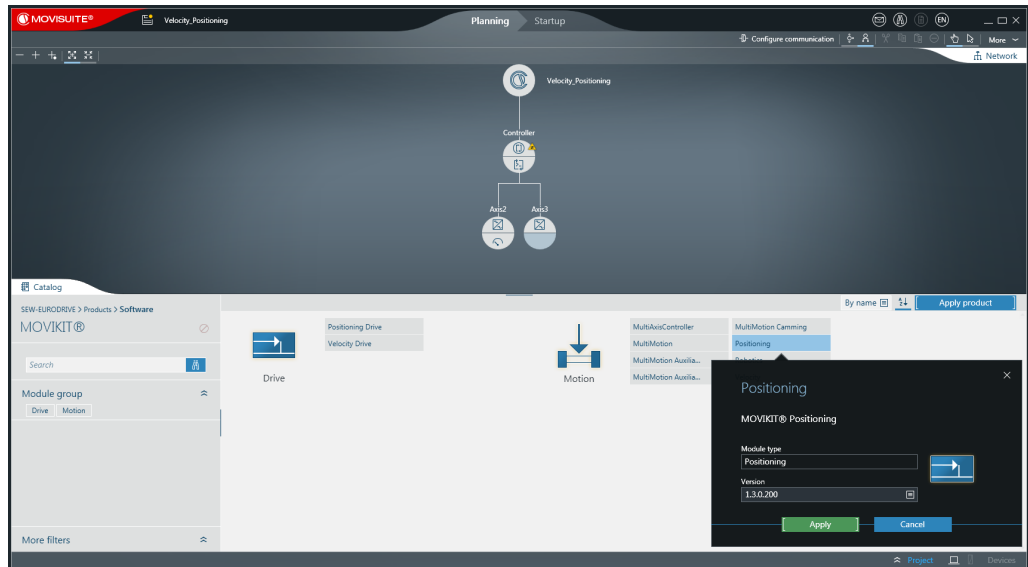 MOVISUITE®
Velocity_Positioning
Planning
Startup
EN
Configure communication
More
Network
Velocity_Positioning
Controller
Axis2
Axis3
Catalog
SEW-EURODRIVE > Products > Software
MOVIKIT®
Search
Module group
Drive
Motion
More filters
By name
Apply product
Drive
Positioning Drive
Velocity Drive
Motion
MultiAxisController
MultiMotion Camming
MultiMotion
Positioning
MultiMotion Auxilia...
Robotics
MultiMotion Auxilia...
Positioning
MOVIKIT® Positioning
Module type
Positioning
Version
1.3.0.200
Apply
Cancel
Project
Devices